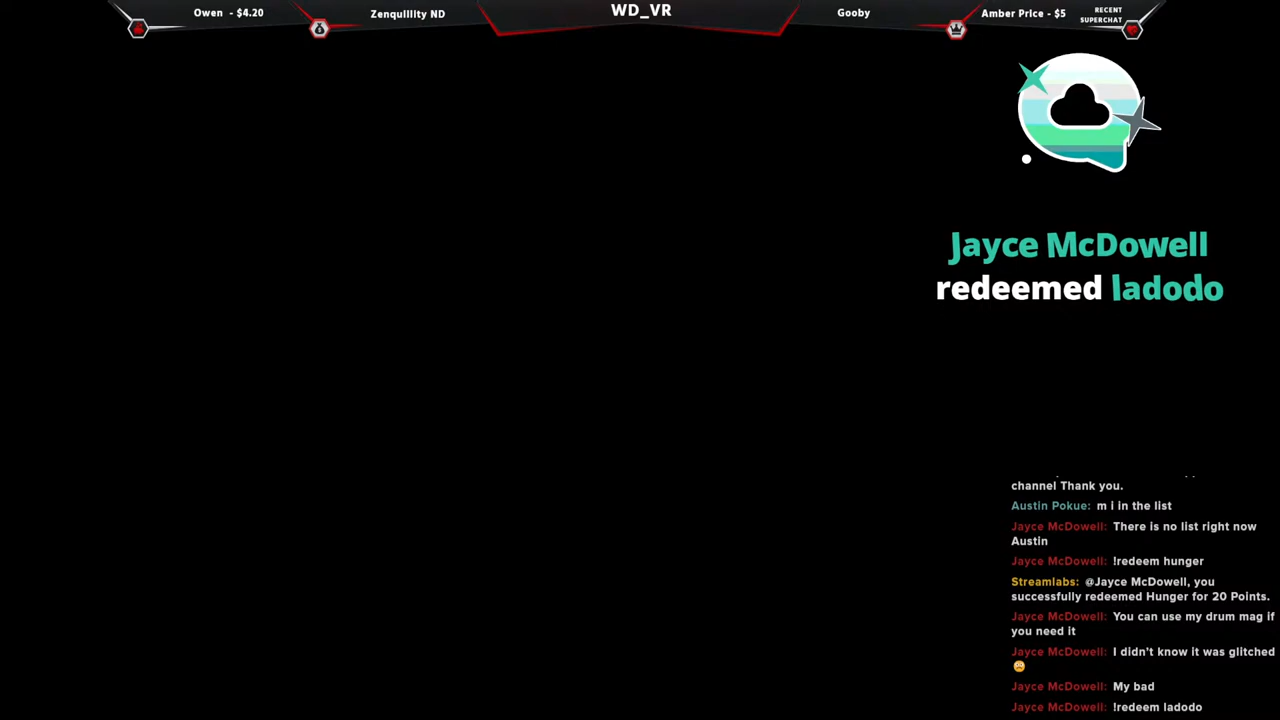 Owen - $4.20
Zenquility ND
WD_VR
Gooby
Amber Price - $5
RECENT
SUPERCHAT
Jayce McDowell
redeemed ladodo
channel Thank you.
Austin Pokue: m i in the list
Jayce McDowell: There is no list right now
Austin
Jayce McDowell: !redeem hunger
Streamlabs: @Jayce McDowell, you
successfully redeemed Hunger for 20 Points.
Jayce McDowell: You can use my drum mag if
you need it
Jayce McDowell: I didn't know it was glitched
Jayce McDowell: My bad
Jayce McDowell: !redeem ladodo